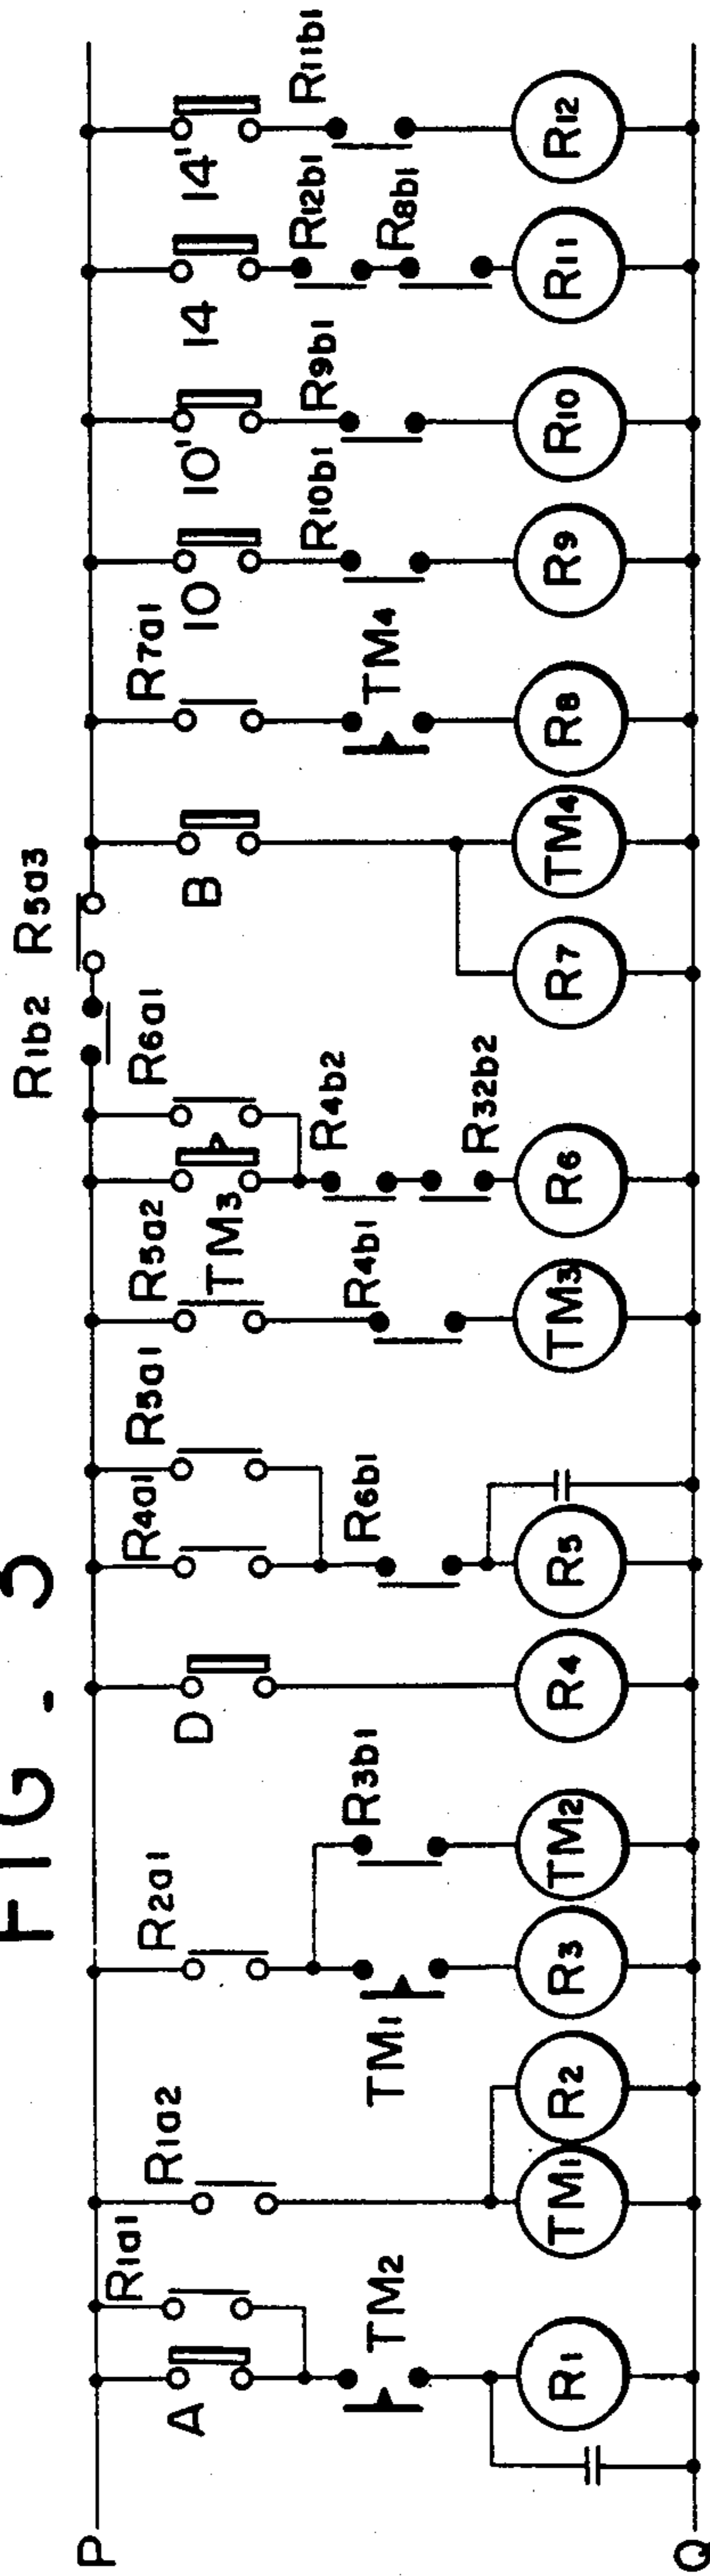 FIG_3
P
A
R1a1
TM2
R1
R1a2
TM1
R2
R2a1
TM1
R3
R3b1
TM2
D
R4
R4a1
R5a1
R6b1
R5
R5a2
R4b1
TM3
TM3
R6a1
R4b2
R32b2
R6
R1b2
R5a3
B
R7
TM4
R7a1
TM4
R8
10
R10b1
R9
10'
R9b1
R10
14
R12b1
R8b1
R11
14'
R11b1
R12
Q